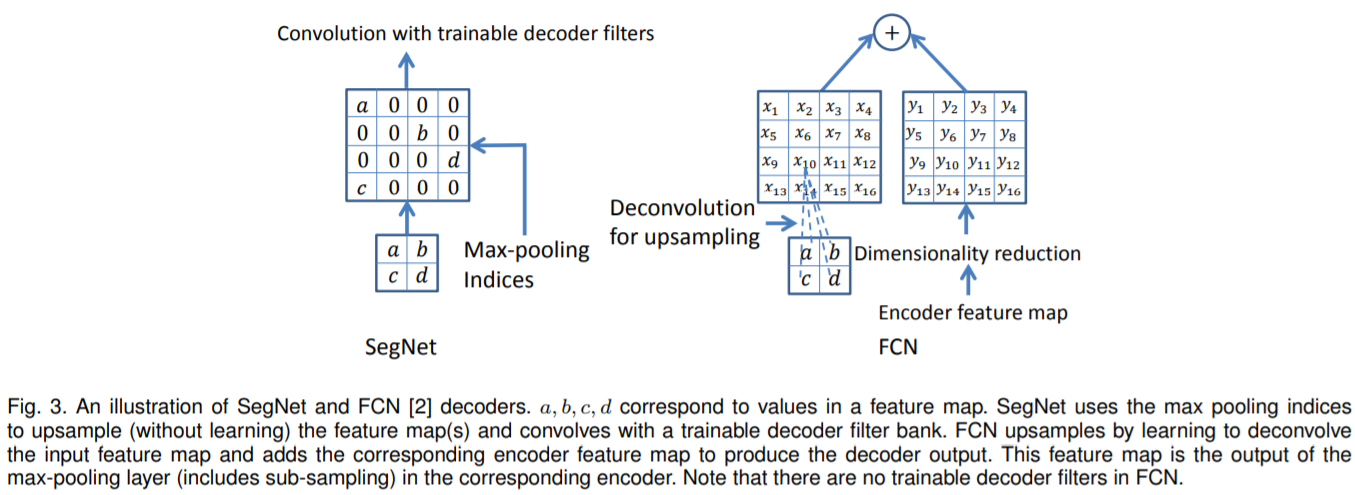 Convolution with trainable decoder filters
a 0 0 0
0 0 b 0
0 0 0 d
c 0 0 0
a b
c d
Max-pooling
Indices
SegNet
+
x1 x2 x3 x4
x5 x6 x7 x8
x9 x10 x11 x12
x13 x14 x15 x16
y1 y2 y3 y4
y5 y6 y7 y8
y9 y10 y11 y12
y13 y14 y15 y16
Deconvolution
for upsampling
a b
c d
Dimensionality reduction
Encoder feature map
FCN
Fig. 3. An illustration of SegNet and FCN [2] decoders. a, b, c, d correspond to values in a feature map. SegNet uses the max pooling indices
to upsample (without learning) the feature map(s) and convolves with a trainable decoder filter bank. FCN upsamples by learning to deconvolve
the input feature map and adds the corresponding encoder feature map to produce the decoder output. This feature map is the output of the
max-pooling layer (includes sub-sampling) in the corresponding encoder. Note that there are no trainable decoder filters in FCN.